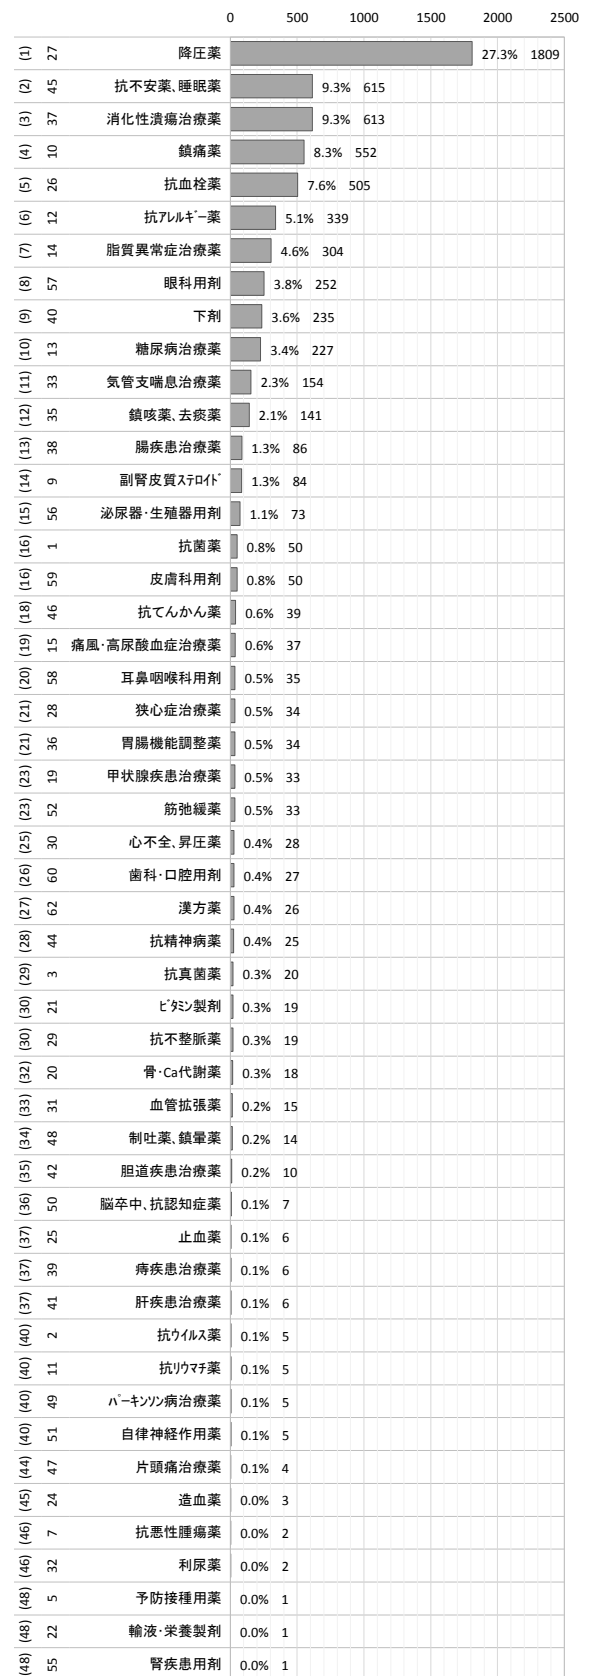 0 500 1000 1500 2000 2500
(1) 27 降圧薬 27.3% 1809
(2) 45 抗不安薬、睡眠薬 9.3% 615
(3) 37 消化性潰瘍治療薬 9.3% 613
(4) 10 鎮痛薬 8.3% 552
(5) 26 抗血栓薬 7.6% 505
(6) 12 抗ｱﾚﾙｷﾞｰ薬 5.1% 339
(7) 14 脂質異常症治療薬 4.6% 304
(8) 57 眼科用剤 3.8% 252
(9) 40 下剤 3.6% 235
(10) 13 糖尿病治療薬 3.4% 227
(11) 33 気管支喘息治療薬 2.3% 154
(12) 35 鎮咳薬、去痰薬 2.1% 141
(13) 38 腸疾患治療薬 1.3% 86
(14) 9 副腎皮質ｽﾃﾛｲﾄﾞ 1.3% 84
(15) 56 泌尿器･生殖器用剤 1.1% 73
(16) 1 抗菌薬 0.8% 50
(16) 59 皮膚科用剤 0.8% 50
(18) 46 抗てんかん薬 0.6% 39
(19) 15 痛風･高尿酸血症治療薬 0.6% 37
(20) 58 耳鼻咽喉科用剤 0.5% 35
(21) 28 狭心症治療薬 0.5% 34
(21) 36 胃腸機能調整薬 0.5% 34
(23) 19 甲状腺疾患治療薬 0.5% 33
(23) 52 筋弛緩薬 0.5% 33
(25) 30 心不全、昇圧薬 0.4% 28
(26) 60 歯科･口腔用剤 0.4% 27
(27) 62 漢方薬 0.4% 26
(28) 44 抗精神病薬 0.4% 25
(29) 3 抗真菌薬 0.3% 20
(30) 21 ﾋﾞﾀﾐﾝ製剤 0.3% 19
(30) 29 抗不整脈薬 0.3% 19
(32) 20 骨･Ca代謝薬 0.3% 18
(33) 31 血管拡張薬 0.2% 15
(34) 48 制吐薬、鎮暈薬 0.2% 14
(35) 42 胆道疾患治療薬 0.2% 10
(36) 50 脳卒中、抗認知症薬 0.1% 7
(37) 25 止血薬 0.1% 6
(37) 39 痔疾患治療薬 0.1% 6
(37) 41 肝疾患治療薬 0.1% 6
(40) 2 抗ｳｲﾙｽ薬 0.1% 5
(40) 11 抗ﾘｳﾏﾁ薬 0.1% 5
(40) 49 ﾊﾟｰｷﾝｿﾝ病治療薬 0.1% 5
(40) 51 自律神経作用薬 0.1% 5
(44) 47 片頭痛治療薬 0.1% 4
(45) 24 造血薬 0.0% 3
(46) 7 抗悪性腫瘍薬 0.0% 2
(46) 32 利尿薬 0.0% 2
(48) 5 予防接種用薬 0.0% 1
(48) 22 輸液･栄養製剤 0.0% 1
(48) 55 腎疾患用剤 0.0% 1